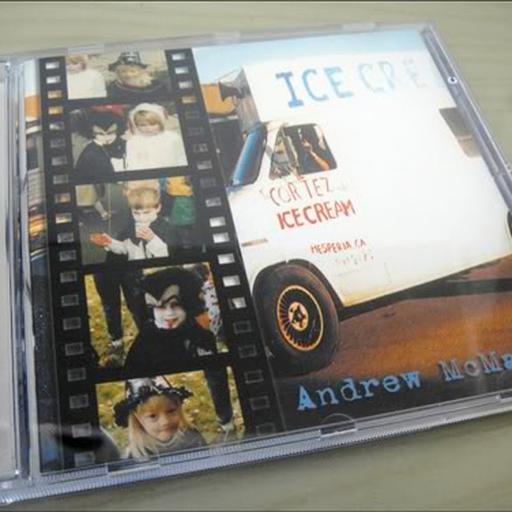 ICE CRE
CORTEZ
ICECREAM
HESPERIA, CA
Andrew McMa